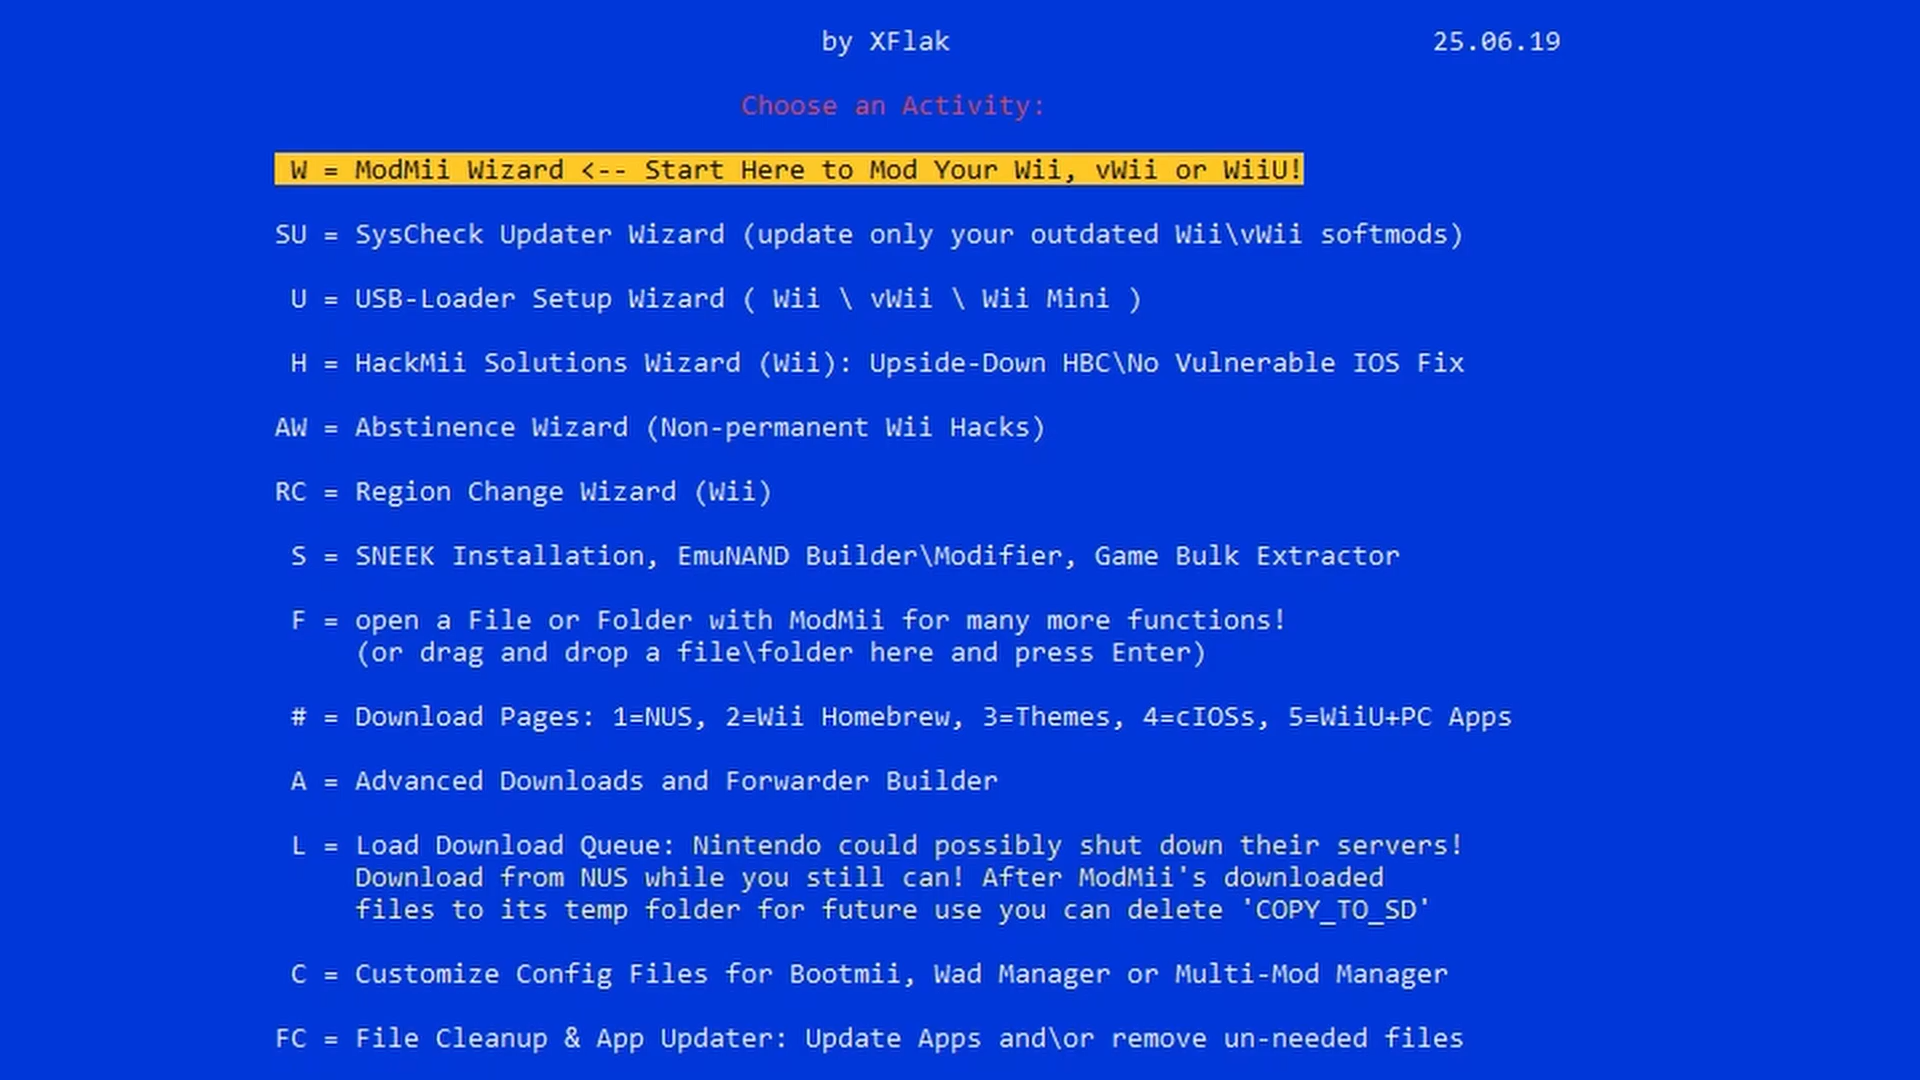 by XFlak 25.06.19
Choose an Activity:
W = ModMii Wizard <-- Start Here to Mod Your Wii, vWii or WiiU!
SU = SysCheck Updater Wizard (update only your outdated Wii\vWii softmods)
U = USB-Loader Setup Wizard ( Wii \ vWii \ Wii Mini )
H = HackMii Solutions Wizard (Wii): Upside-Down HBC\No Vulnerable IOS Fix
AW = Abstinence Wizard (Non-permanent Wii Hacks)
RC = Region Change Wizard (Wii)
S = SNEEK Installation, EmuNAND Builder\Modifier, Game Bulk Extractor
F = open a File or Folder with ModMii for many more functions!
(or drag and drop a file\folder here and press Enter)
# = Download Pages: 1=NUS, 2=Wii Homebrew, 3=Themes, 4=cIOSs, 5=WiiU+PC Apps
A = Advanced Downloads and Forwarder Builder
L = Load Download Queue: Nintendo could possibly shut down their servers!
Download from NUS while you still can! After ModMii's downloaded
files to its temp folder for future use you can delete 'COPY_TO_SD'
C = Customize Config Files for Bootmii, Wad Manager or Multi-Mod Manager
FC = File Cleanup & App Updater: Update Apps and\or remove un-needed files